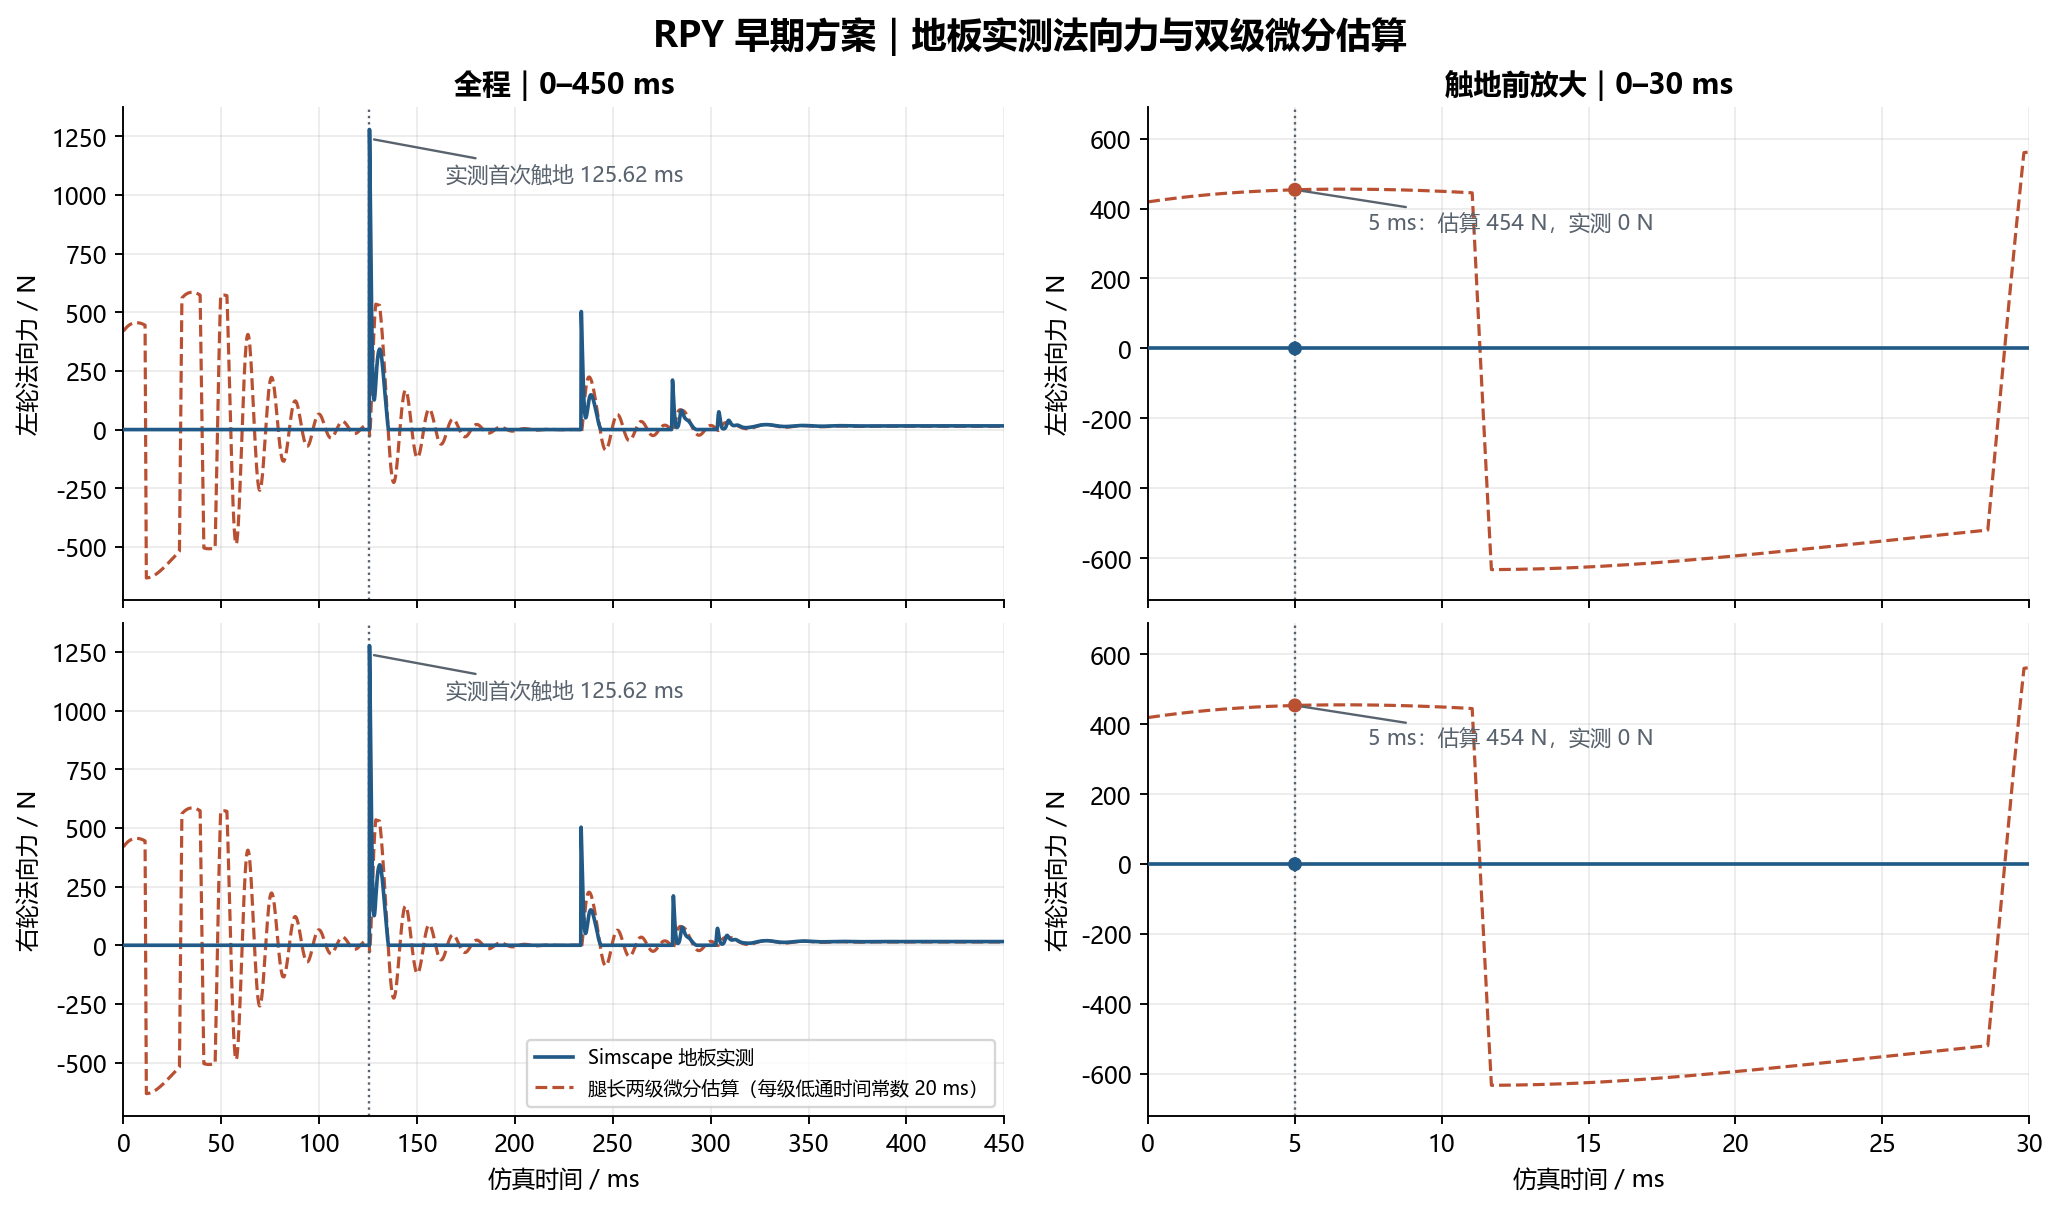 RPY 早期方案｜地板实测法向力与双级微分估算
全程｜0–450 ms
左轮法向力 / N
1250
1000
750
500
250
0
-250
-500
实测首次触地 125.62 ms
触地前放大｜0–30 ms
左轮法向力 / N
600
400
200
0
-200
-400
-600
5 ms：估算 454 N，实测 0 N
右轮法向力 / N
1250
1000
750
500
250
0
-250
-500
实测首次触地 125.62 ms
Simscape 地板实测
腿长两级微分估算（每级低通时间常数 20 ms）
0 50 100 150 200 250 300 350 400 450
仿真时间 / ms
右轮法向力 / N
600
400
200
0
-200
-400
-600
5 ms：估算 454 N，实测 0 N
0 5 10 15 20 25 30
仿真时间 / ms